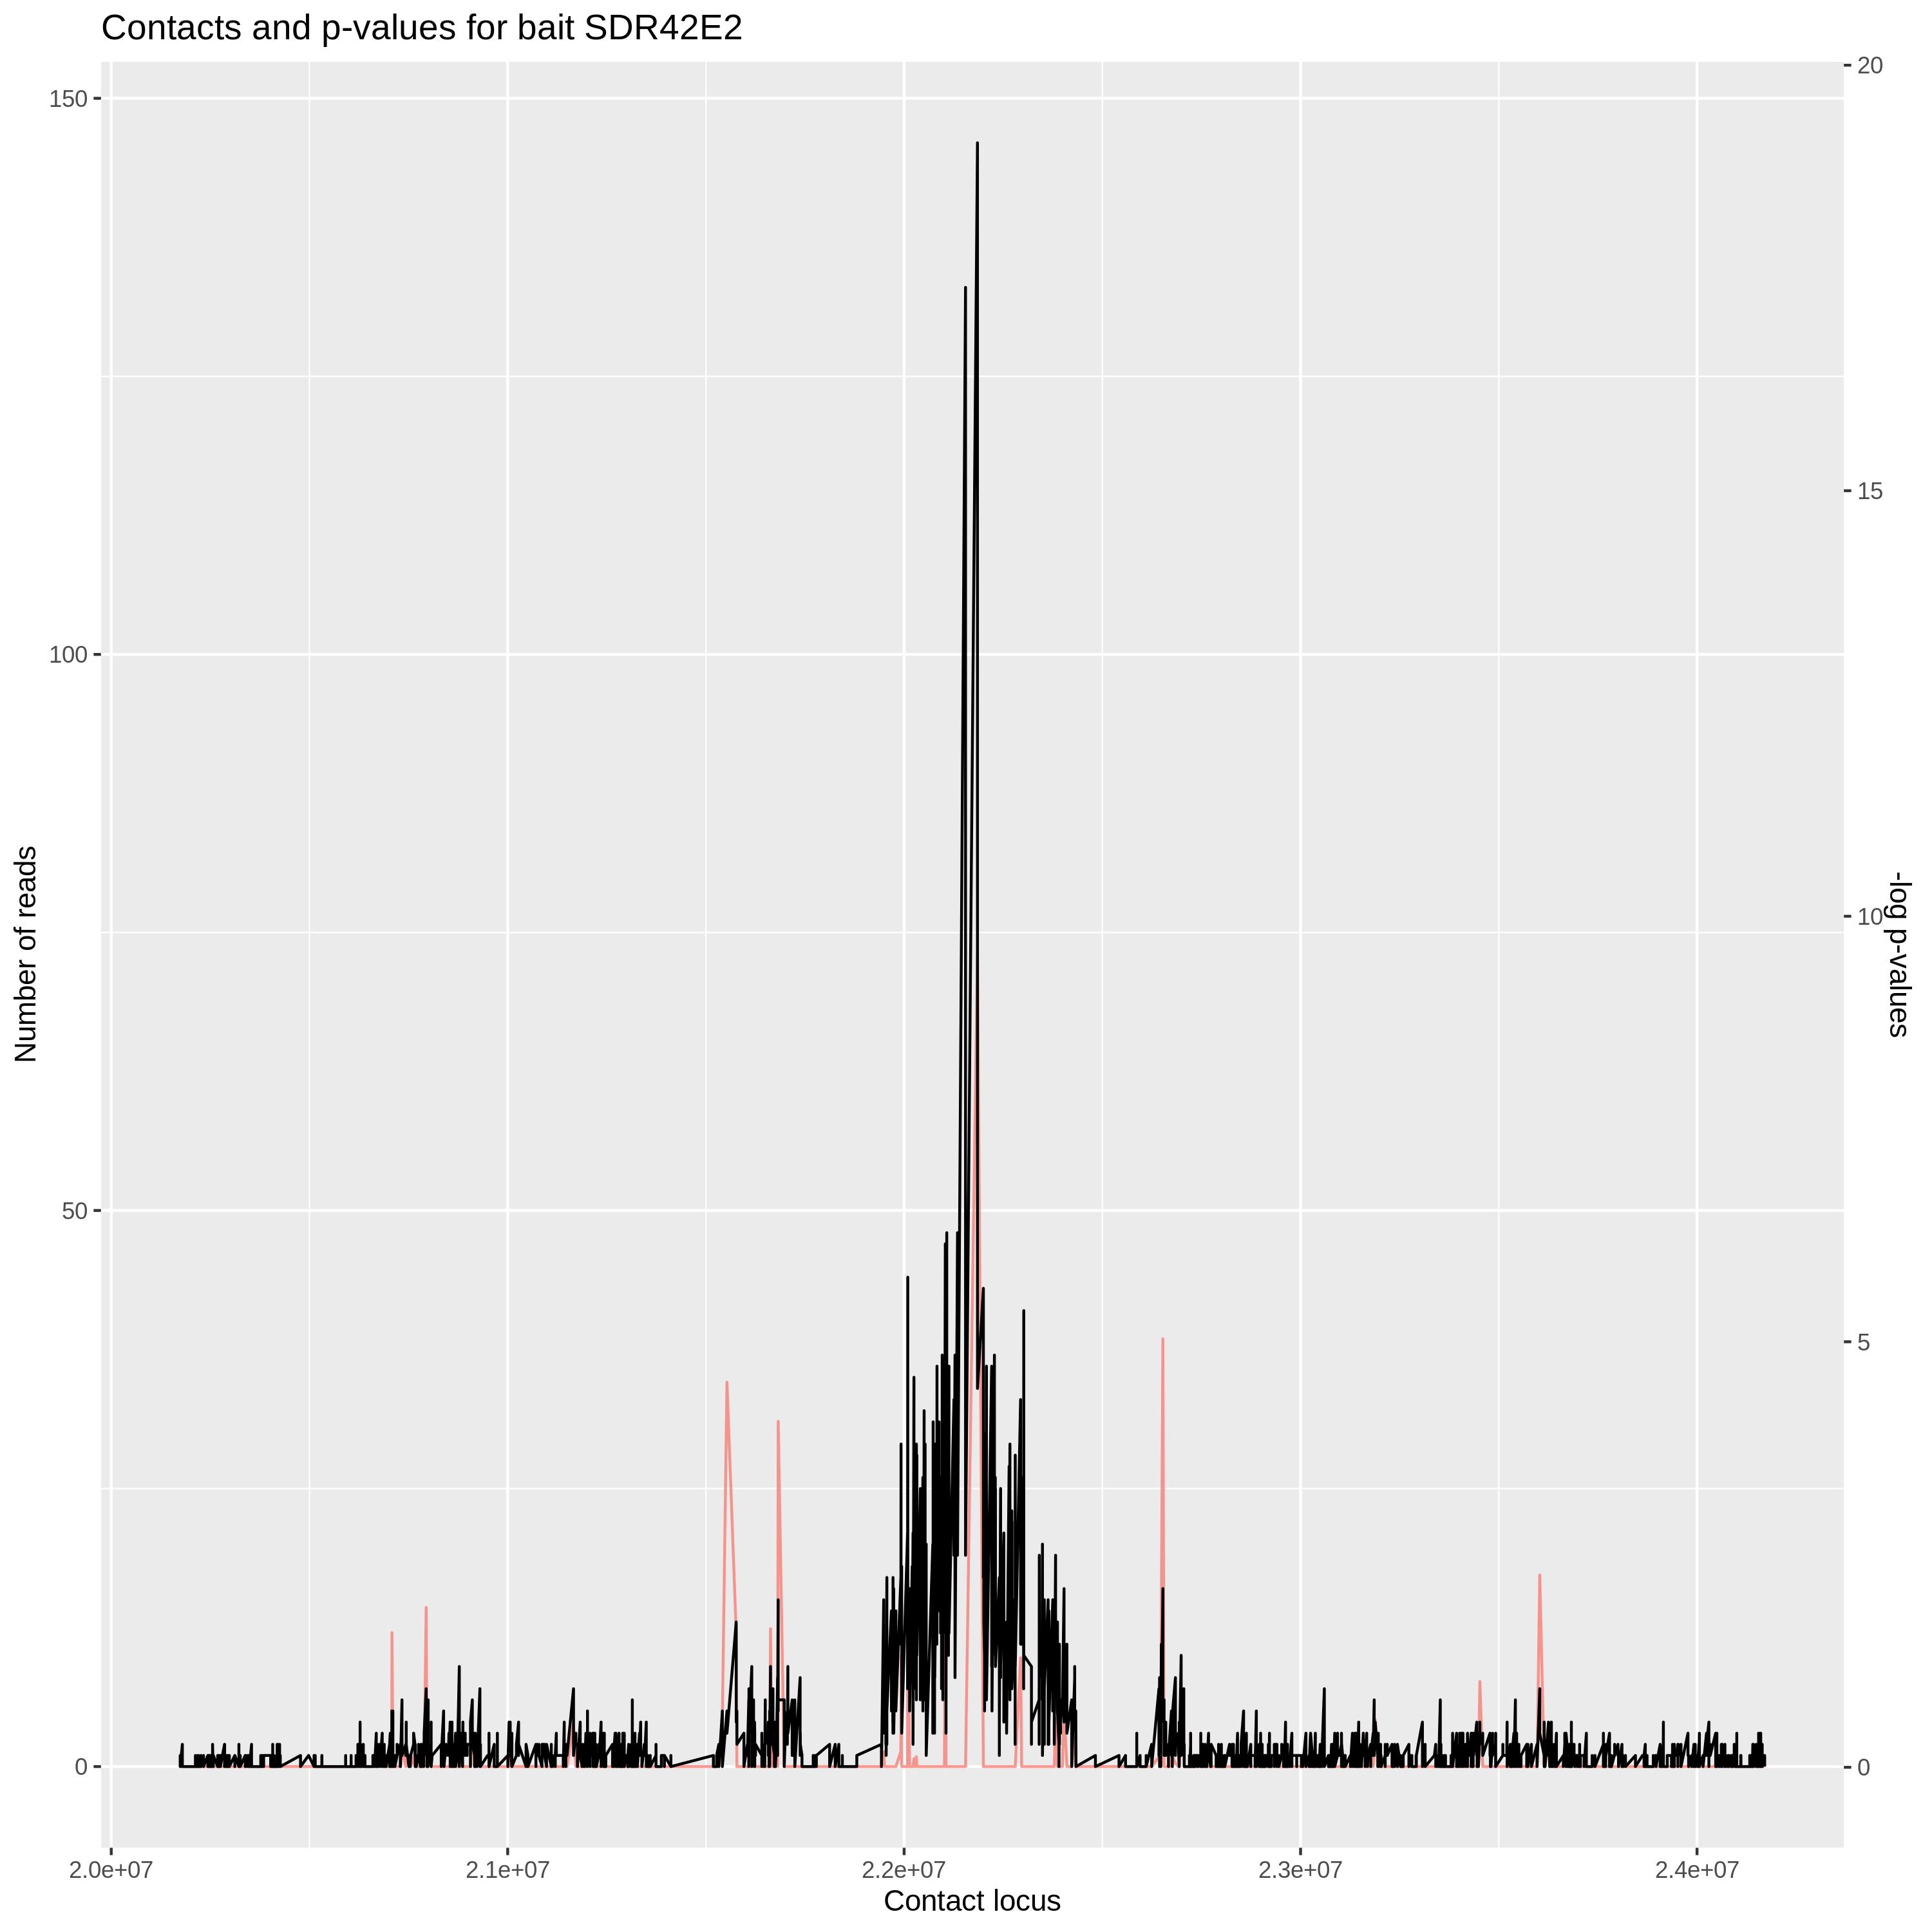 Contacts and p-values for bait SDR42E2
150
100
50
0
Number of reads
20
15
10
5
0
-log p-values
2.0e+07
2.1e+07
2.2e+07
2.3e+07
2.4e+07
Contact locus